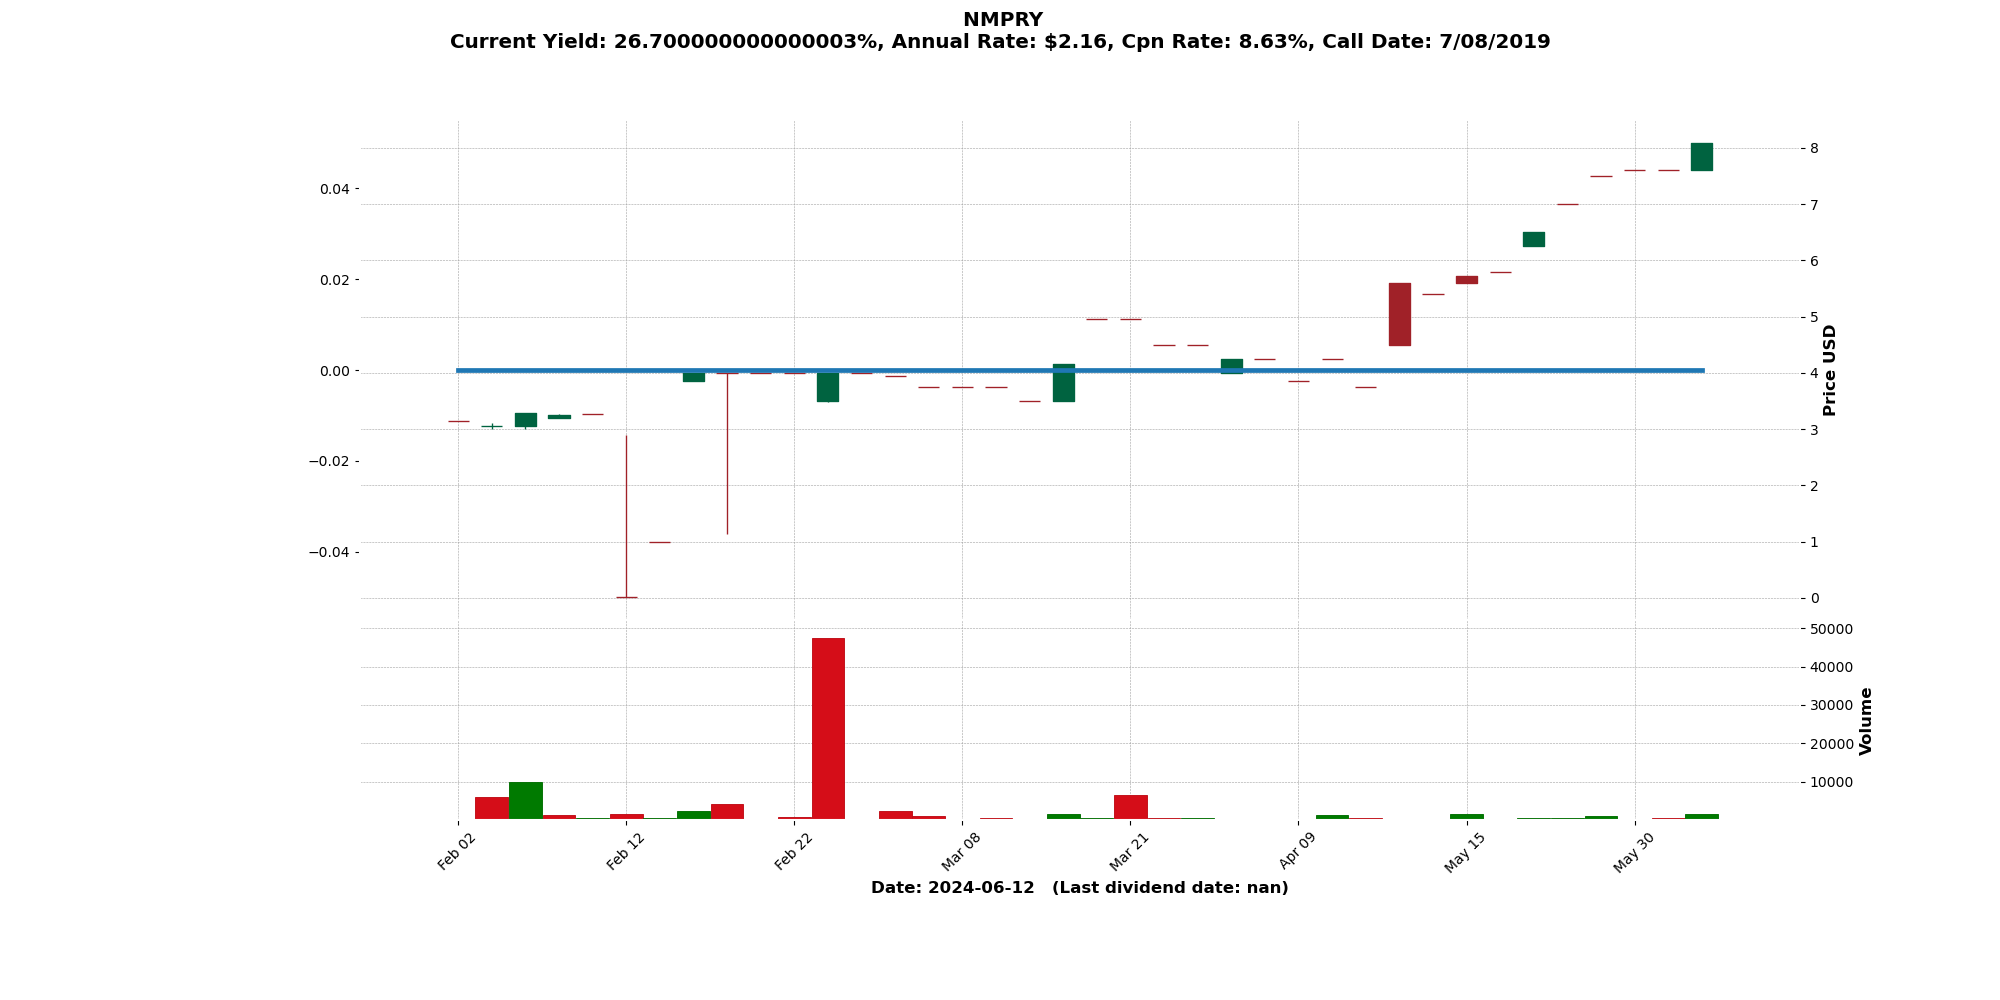 NMPRY
Current Yield: 26.700000000000003%, Annual Rate: $2.16, Cpn Rate: 8.63%, Call Date: 7/08/2019
0.04
0.02
0.00
−0.02
−0.04
8
7
6
5
4
3
2
1
0
Price USD
50000
40000
30000
20000
10000
Volume
Feb 02
Feb 12
Feb 22
Mar 08
Mar 21
Apr 09
May 15
May 30
Date: 2024-06-12 (Last dividend date: nan)